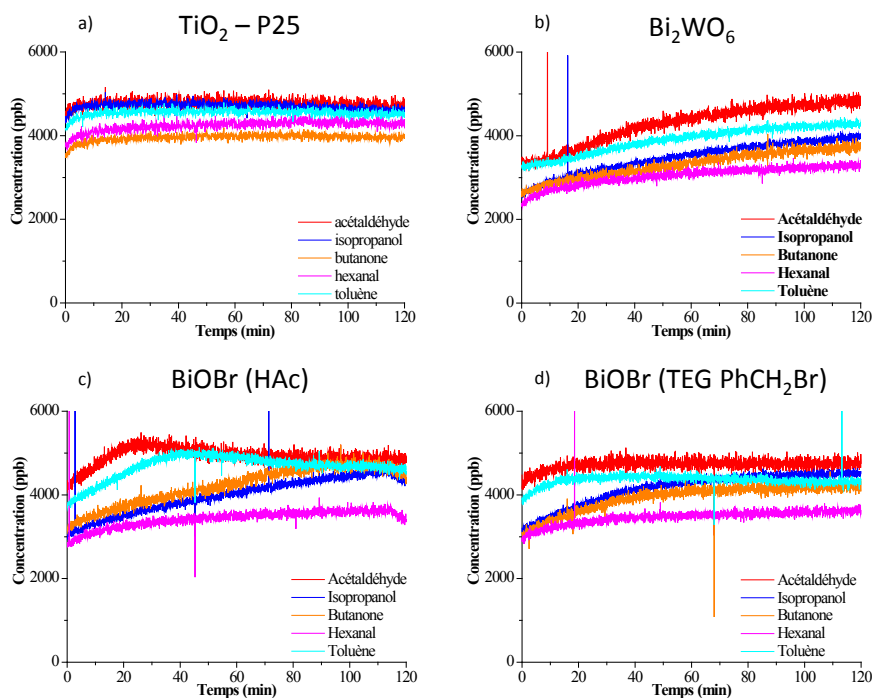 a) TiO₂ – P25
Concentration (ppb)
6000
4000
2000
0
0 20 40 60 80 100 120
Temps (min)
acétaldéhyde
isopropanol
butanone
hexanal
toluène
b) Bi₂WO₆
Concentration (ppb)
6000
4000
2000
0
0 20 40 60 80 100 120
Temps (min)
Acétaldéhyde
Isopropanol
Butanone
Hexanal
Toluène
c) BiOBr (HAc)
Concentration (ppb)
6000
4000
2000
0
0 20 40 60 80 100 120
Temps (min)
Acétaldéhyde
Isopropanol
Butanone
Hexanal
Toluène
d) BiOBr (TEG PhCH₂Br)
Concentration (ppb)
6000
4000
2000
0
0 20 40 60 80 100 120
Temps (min)
Acétaldéhyde
Isopropanol
Butanone
Hexanal
Toluène